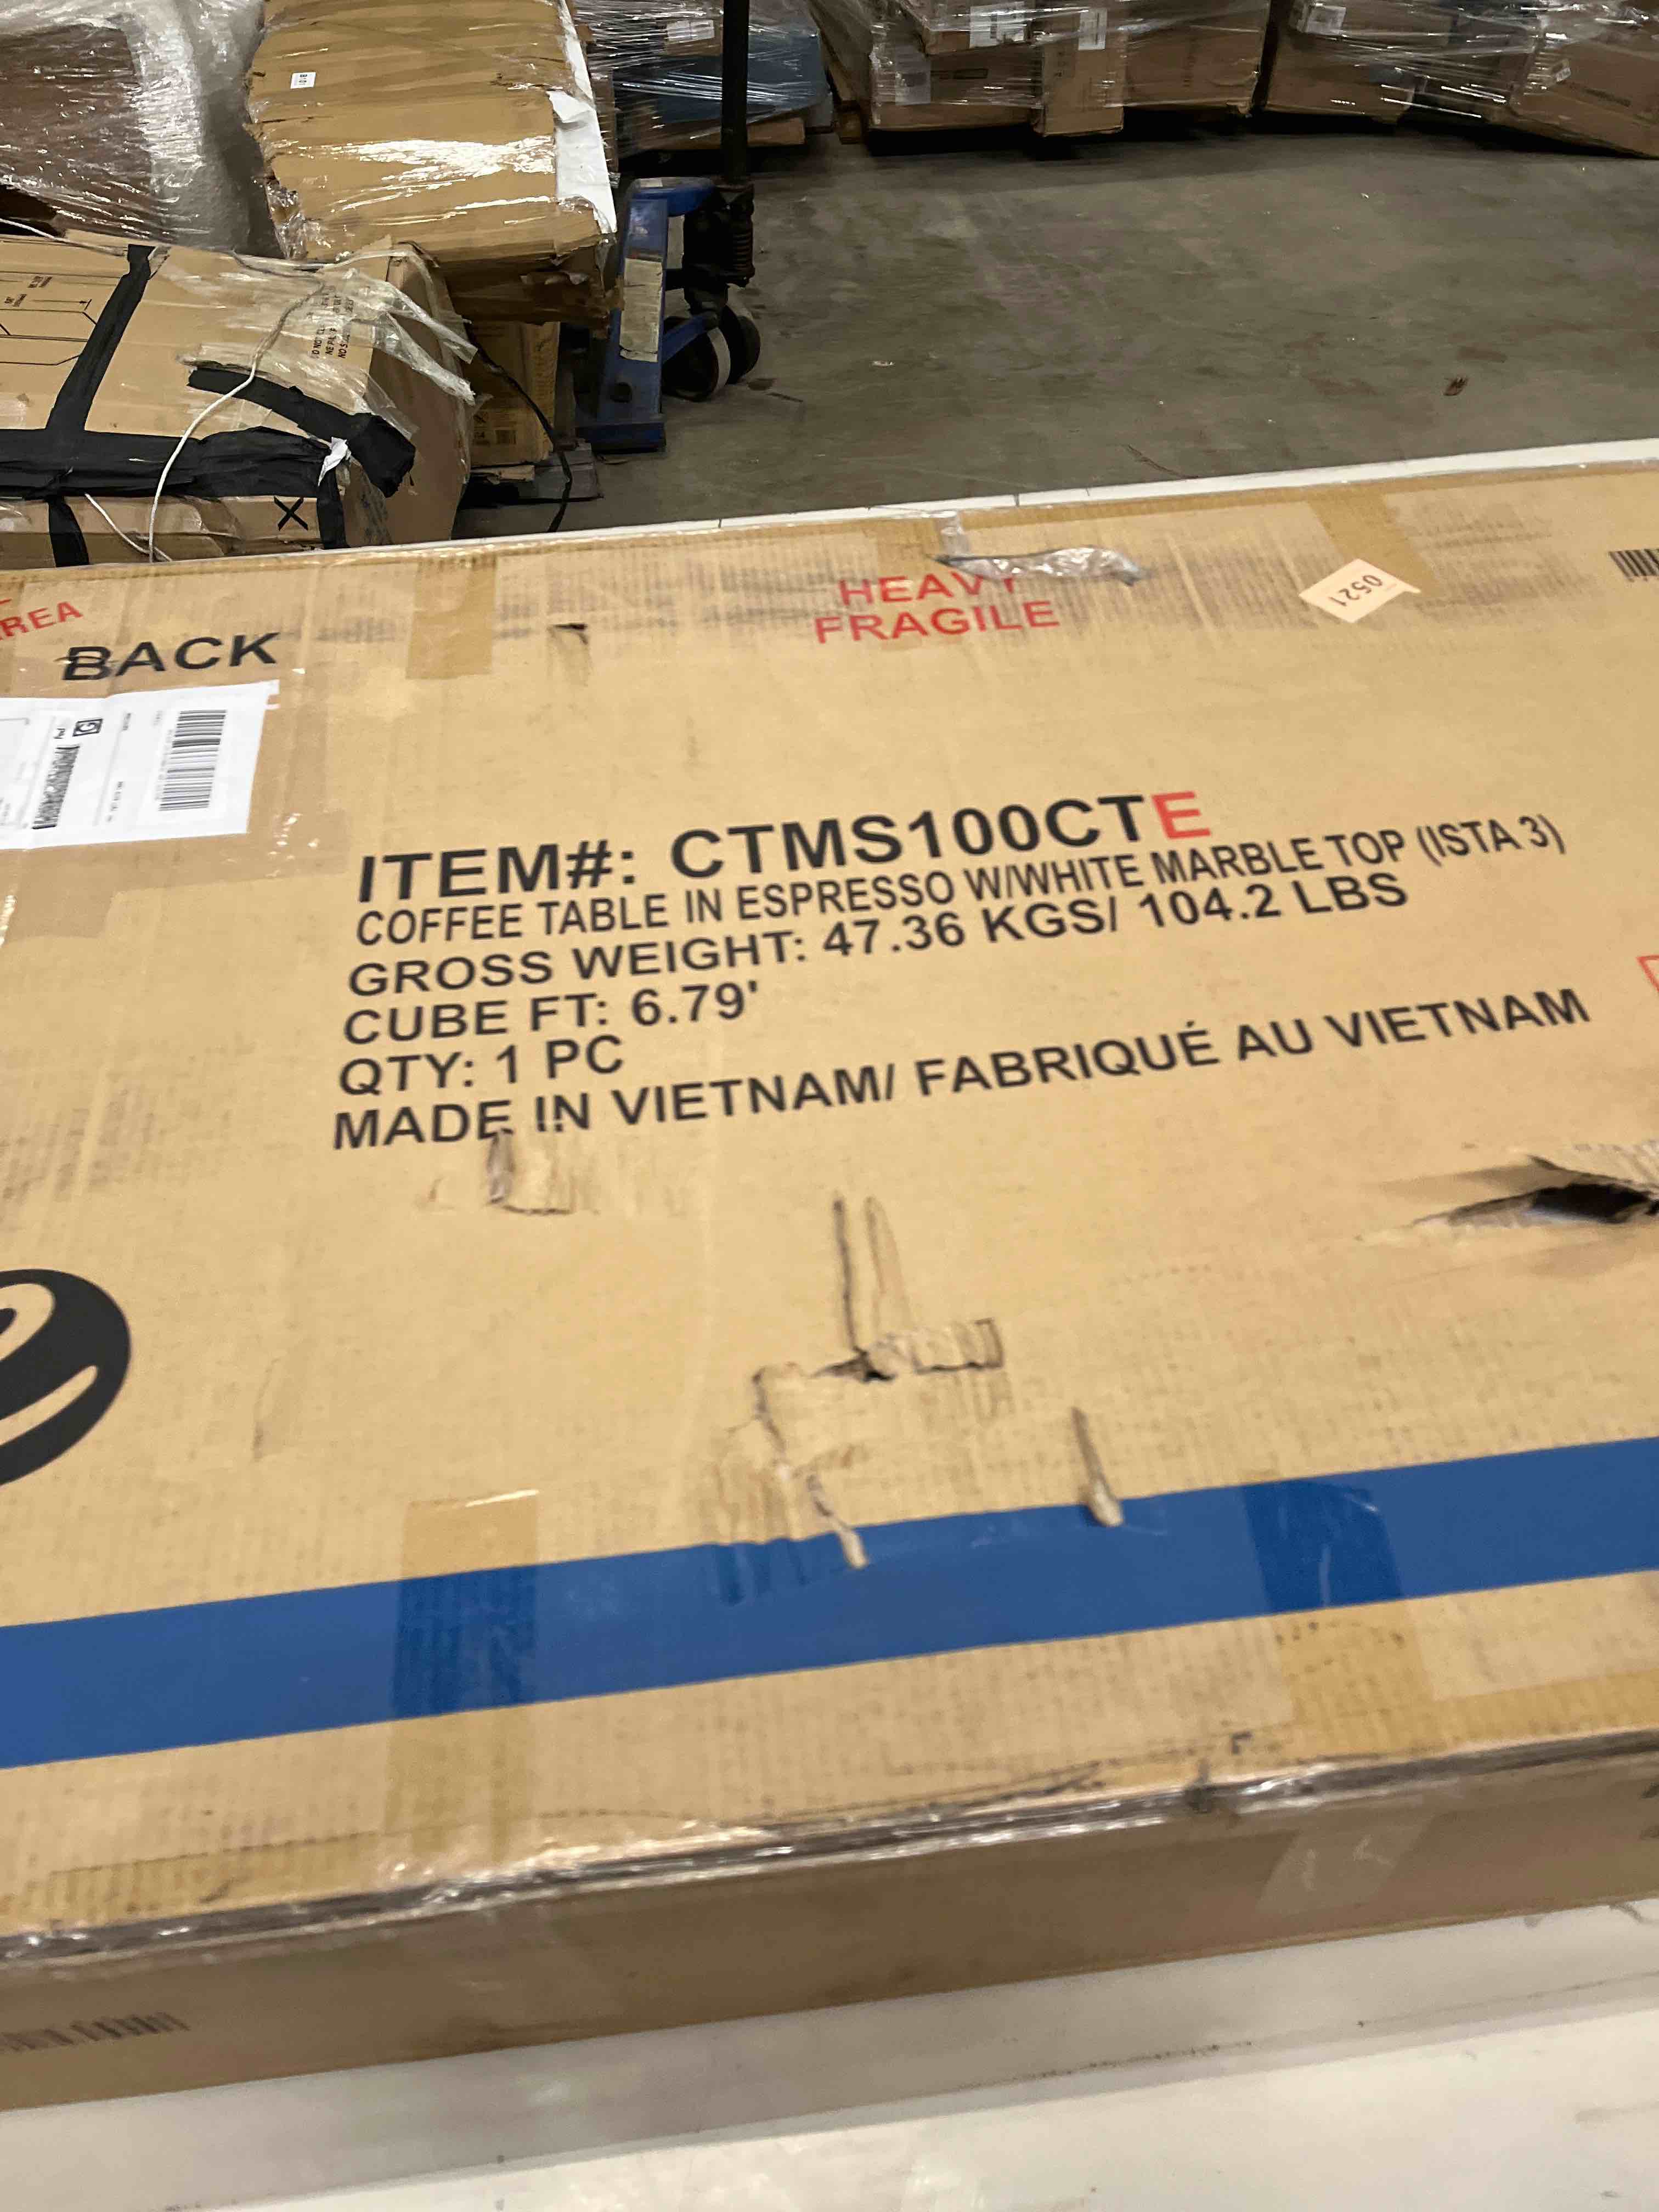 HEAVY
FRAGILE
0521
BACK
ITEM#: CTMS100CTE
COFFEE TABLE IN ESPRESSO W/WHITE MARBLE TOP (ISTA 3)
GROSS WEIGHT: 47.36 KGS/ 104.2 LBS
CUBE FT: 6.79'
QTY: 1 PC
MADE IN VIETNAM/ FABRIQUÉ AU VIETNAM